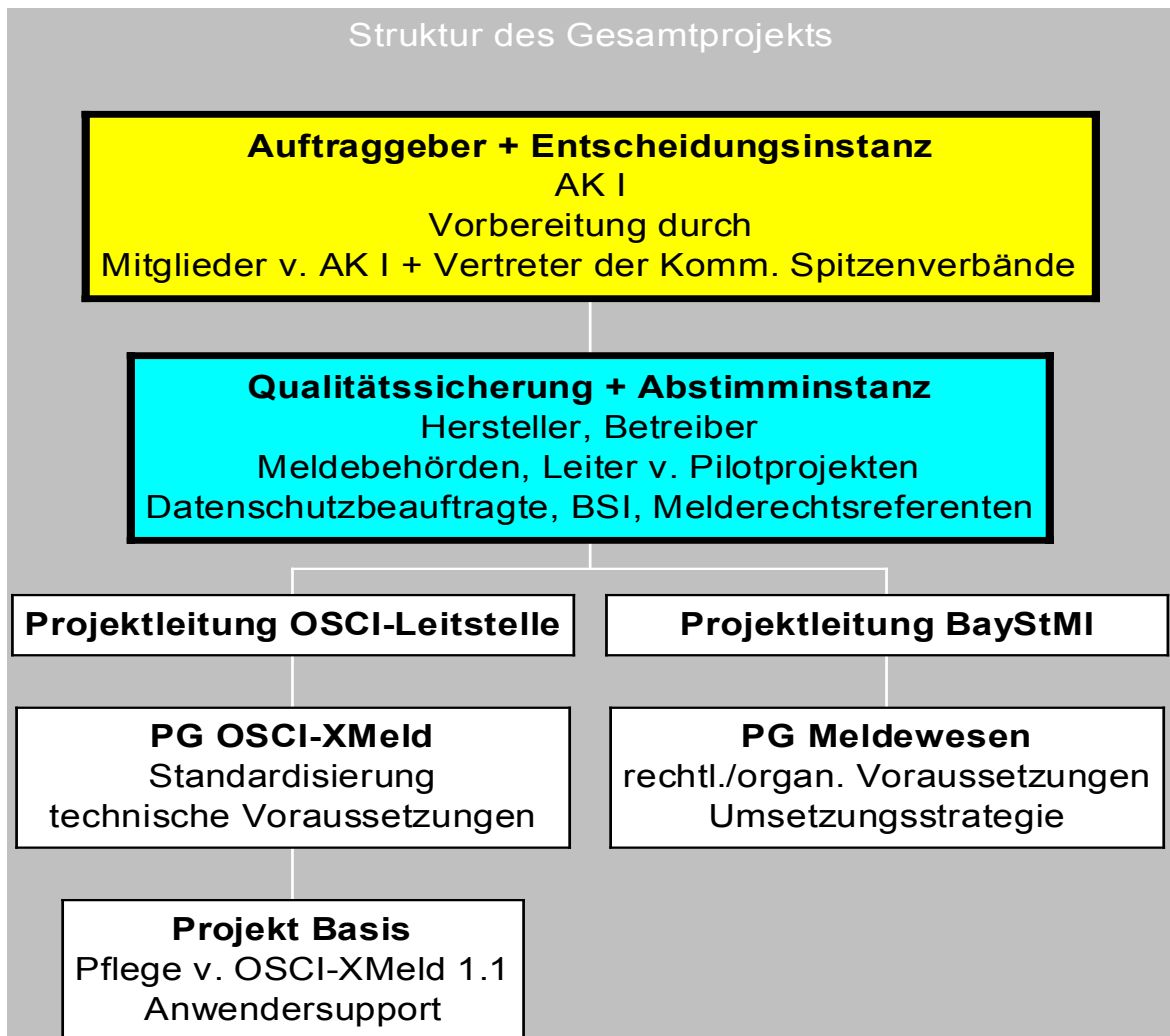 Struktur des Gesamtprojekts
Auftraggeber + Entscheidungsinstanz
AK I
Vorbereitung durch
Mitglieder v. AK I + Vertreter der Komm. Spitzenverbände
Qualitätssicherung + Abstimminstanz
Hersteller, Betreiber
Meldebehörden, Leiter v. Pilotprojekten
Datenschutzbeauftragte, BSI, Melderechtsreferenten
Projektleitung OSCI-Leitstelle
Projektleitung BayStMI
PG OSCI-XMeld
Standardisierung
technische Voraussetzungen
PG Meldewesen
rechtl./organ. Voraussetzungen
Umsetzungsstrategie
Projekt Basis
Pflege v. OSCI-XMeld 1.1
Anwendersupport